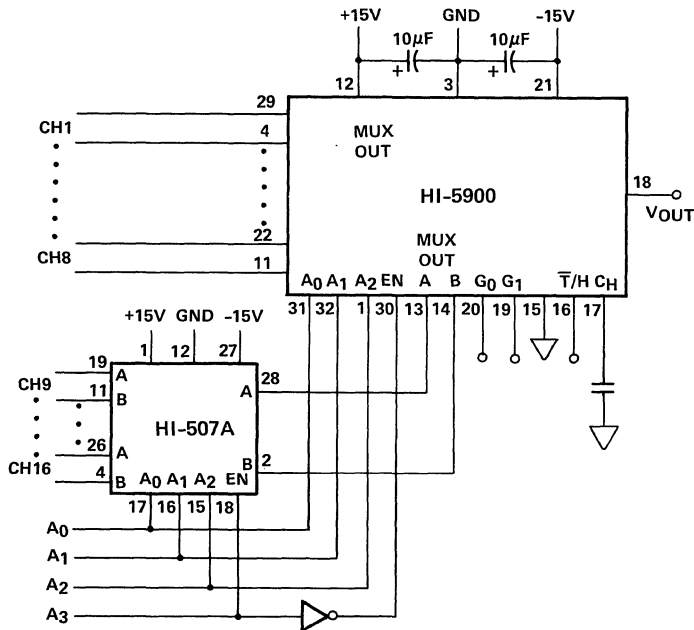 +15V GND -15V
10µF 10µF
+ +
12 3 21
29
CH1
4
MUX
OUT
HI-5900
18
VOUT
22
MUX
OUT
CH8
11
A0 A1 A2 EN A B G0 G1 T̅/H CH
31 32 1 30 13 14 20 19 15 16 17
+15V GND -15V
1 12 27
19
A
CH9
11
B
28
A
HI-507A
26
A
CH16
4
B
B
2
A0 A1 A2 EN
17 16 15 18
A0
A1
A2
A3